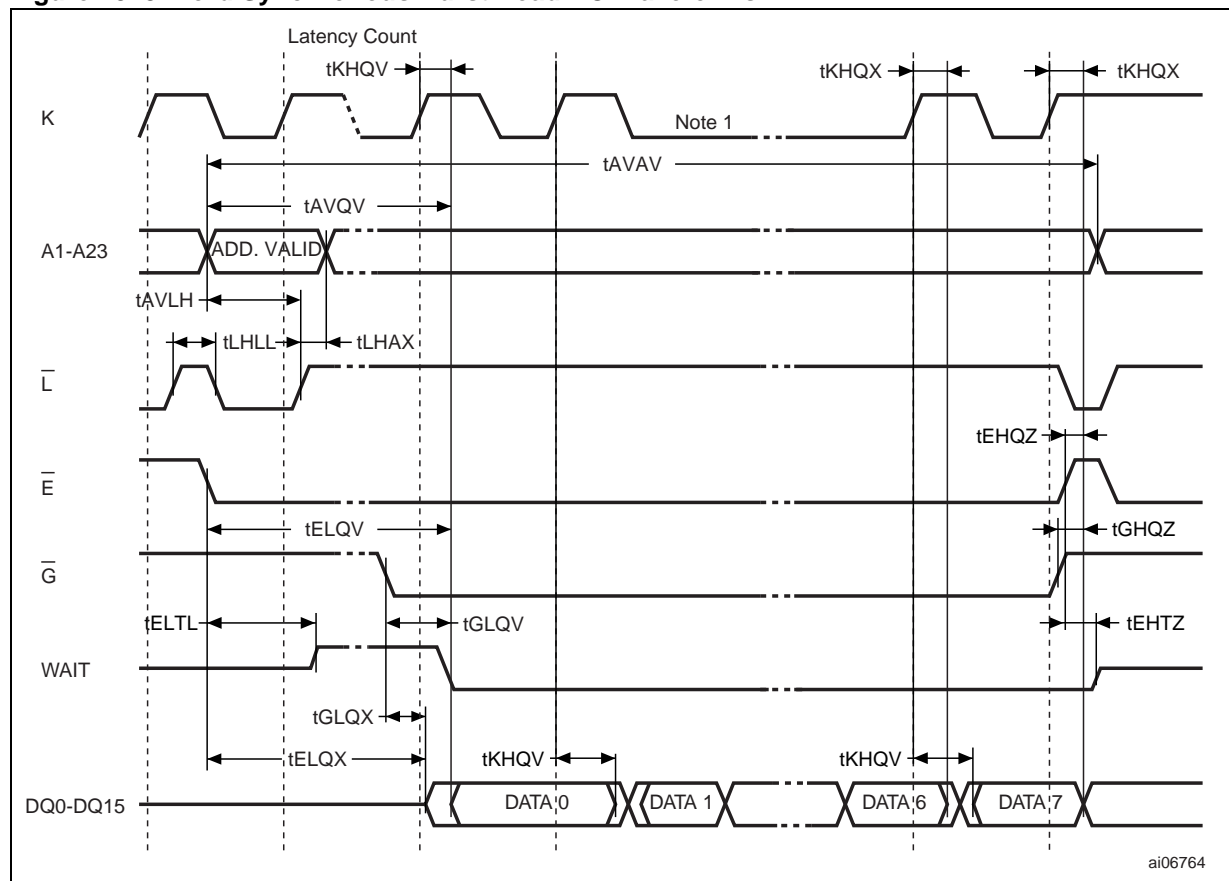 Latency Count
tKHQV
tKHQX
tKHQX
K
Note 1
tAVAV
tAVQV
A1-A23
ADD. VALID
tAVLH
tLHLL
tLHAX
L
tEHQZ
E
tELQV
tGHQZ
G
tELTL
tGLQV
tEHTZ
WAIT
tGLQX
tELQX
tKHQV
tKHQV
DQ0-DQ15
DATA 0
DATA 1
DATA 6
DATA 7
ai06764